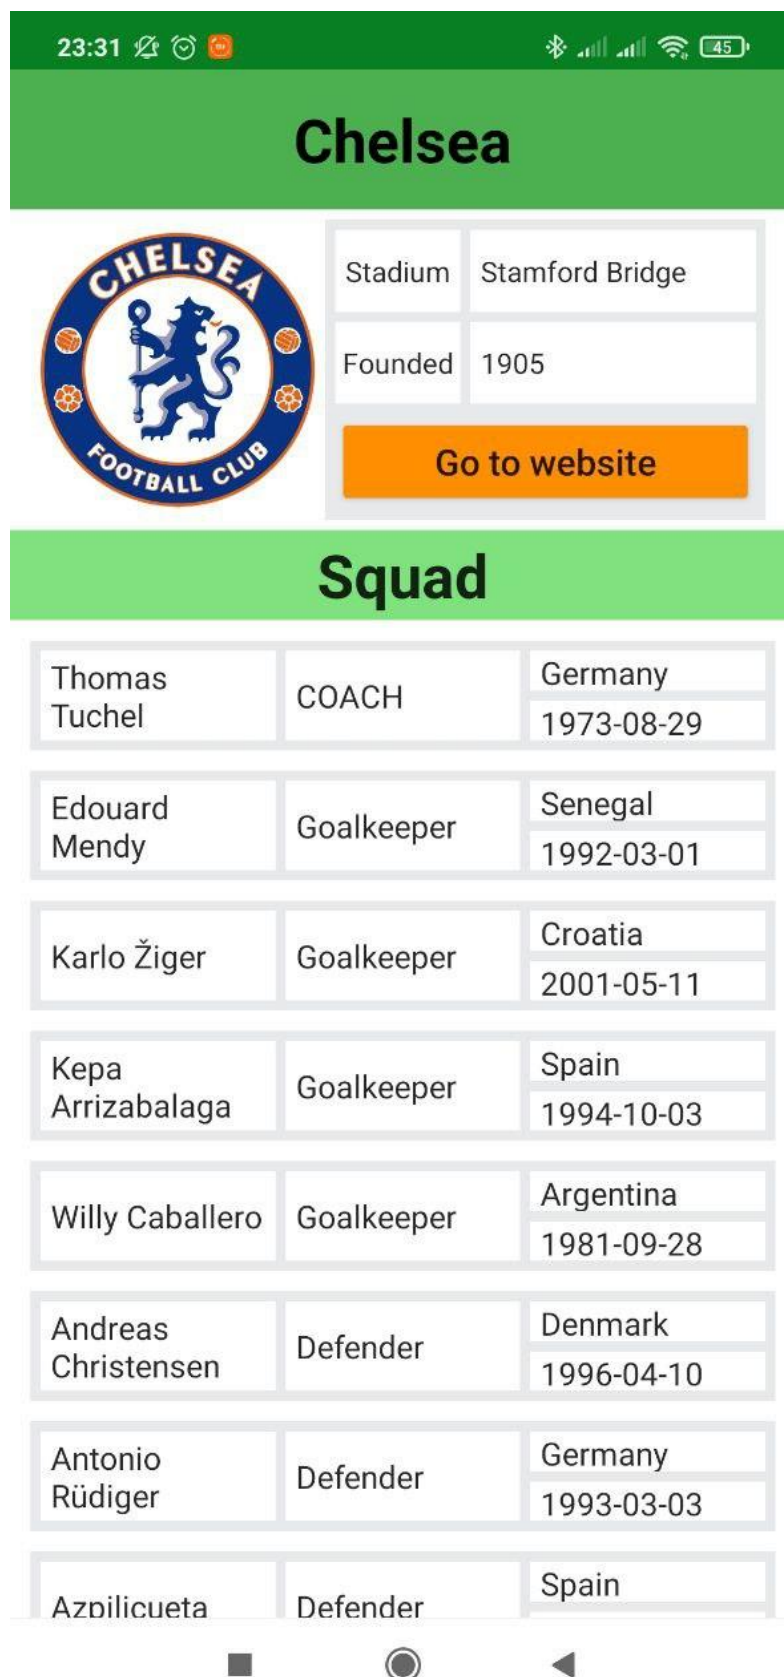 23:31
45
Chelsea
CHELSEA
FOOTBALL CLUB
Stadium Stamford Bridge
Founded 1905
Go to website
Squad
Thomas
Tuchel
COACH
Germany
1973-08-29
Edouard
Mendy
Goalkeeper
Senegal
1992-03-01
Karlo Žiger
Goalkeeper
Croatia
2001-05-11
Kepa
Arrizabalaga
Goalkeeper
Spain
1994-10-03
Willy Caballero
Goalkeeper
Argentina
1981-09-28
Andreas
Christensen
Defender
Denmark
1996-04-10
Antonio
Rüdiger
Defender
Germany
1993-03-03
Azpilicueta
Defender
Spain